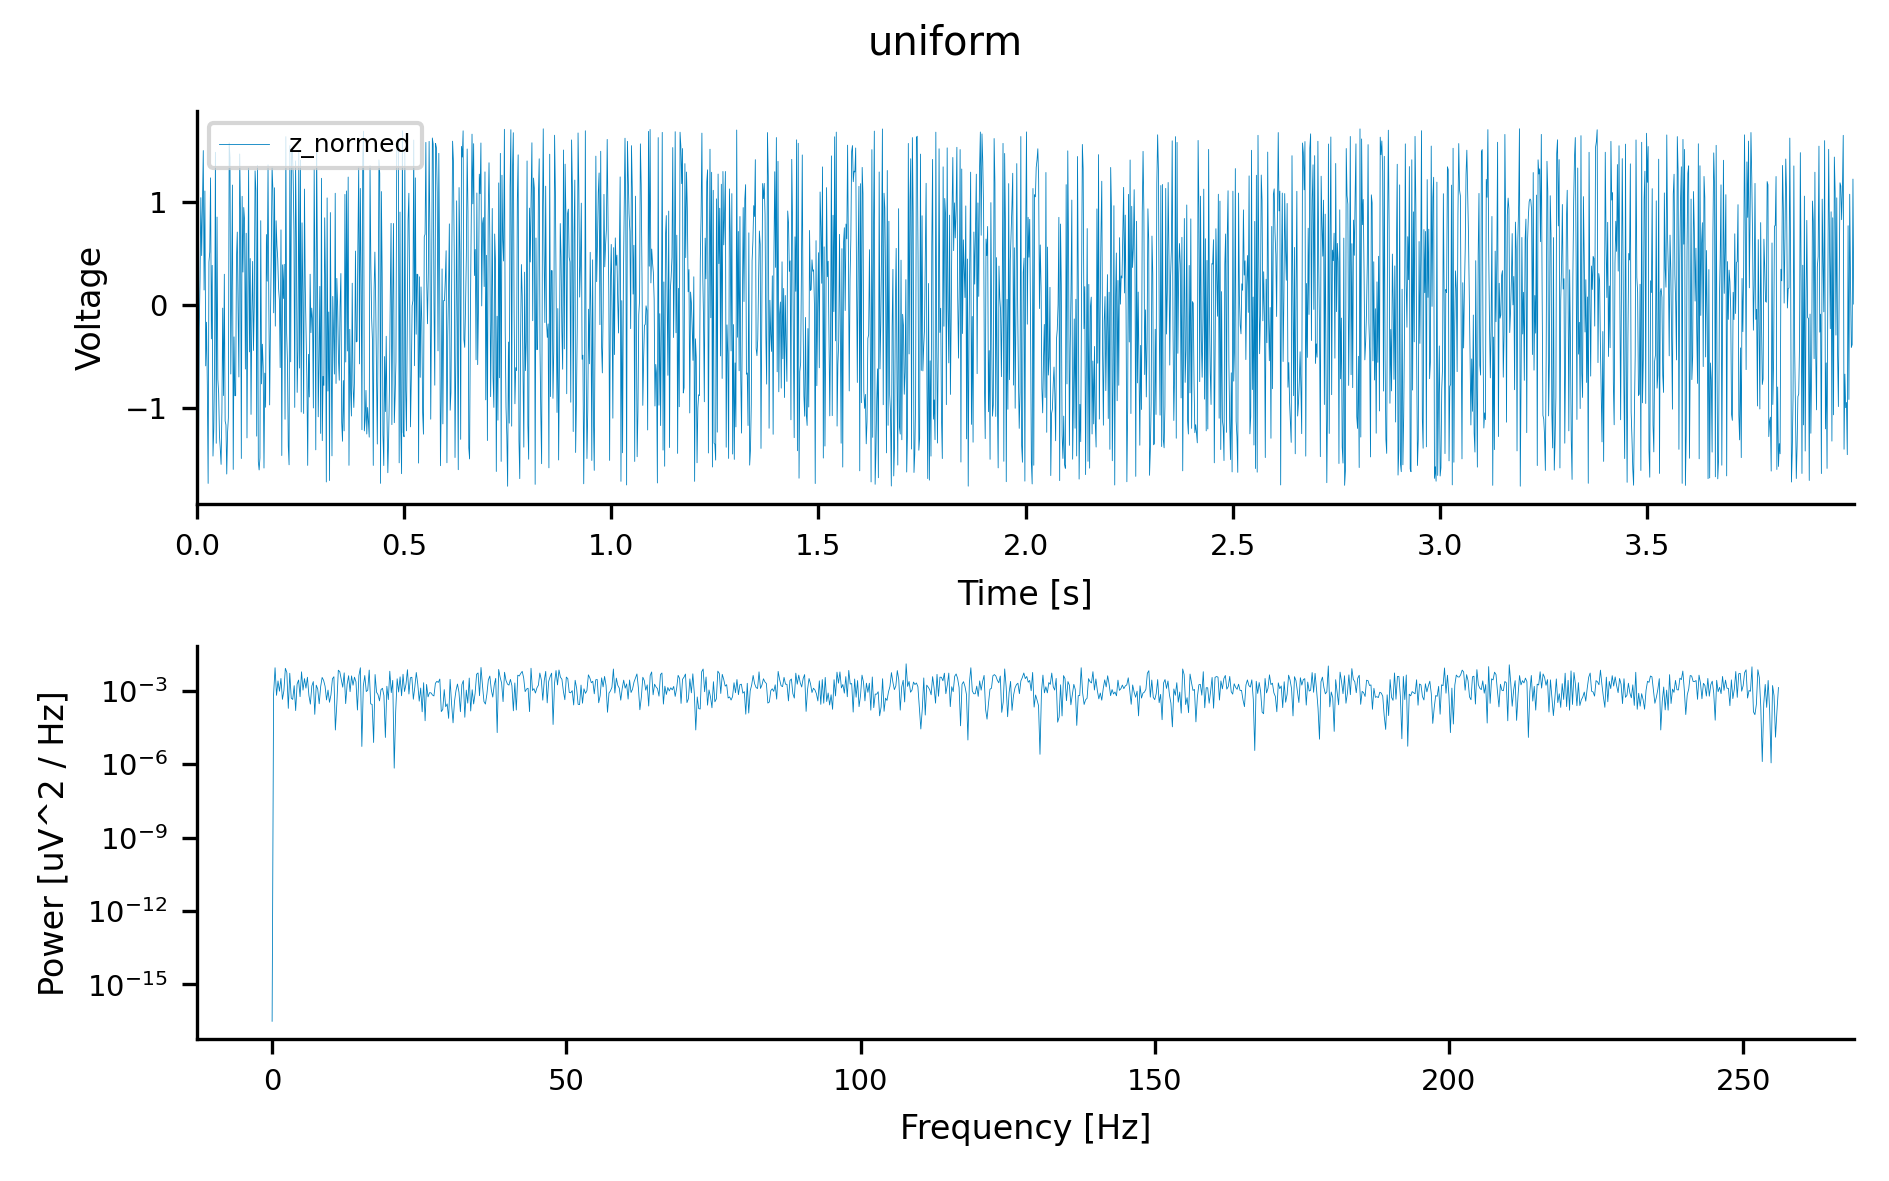 uniform
z_normed
Voltage
1
0
−1
0.0 0.5 1.0 1.5 2.0 2.5 3.0 3.5
Time [s]
Power [uV^2 / Hz]
10⁻³
10⁻⁶
10⁻⁹
10⁻¹²
10⁻¹⁵
0 50 100 150 200 250
Frequency [Hz]